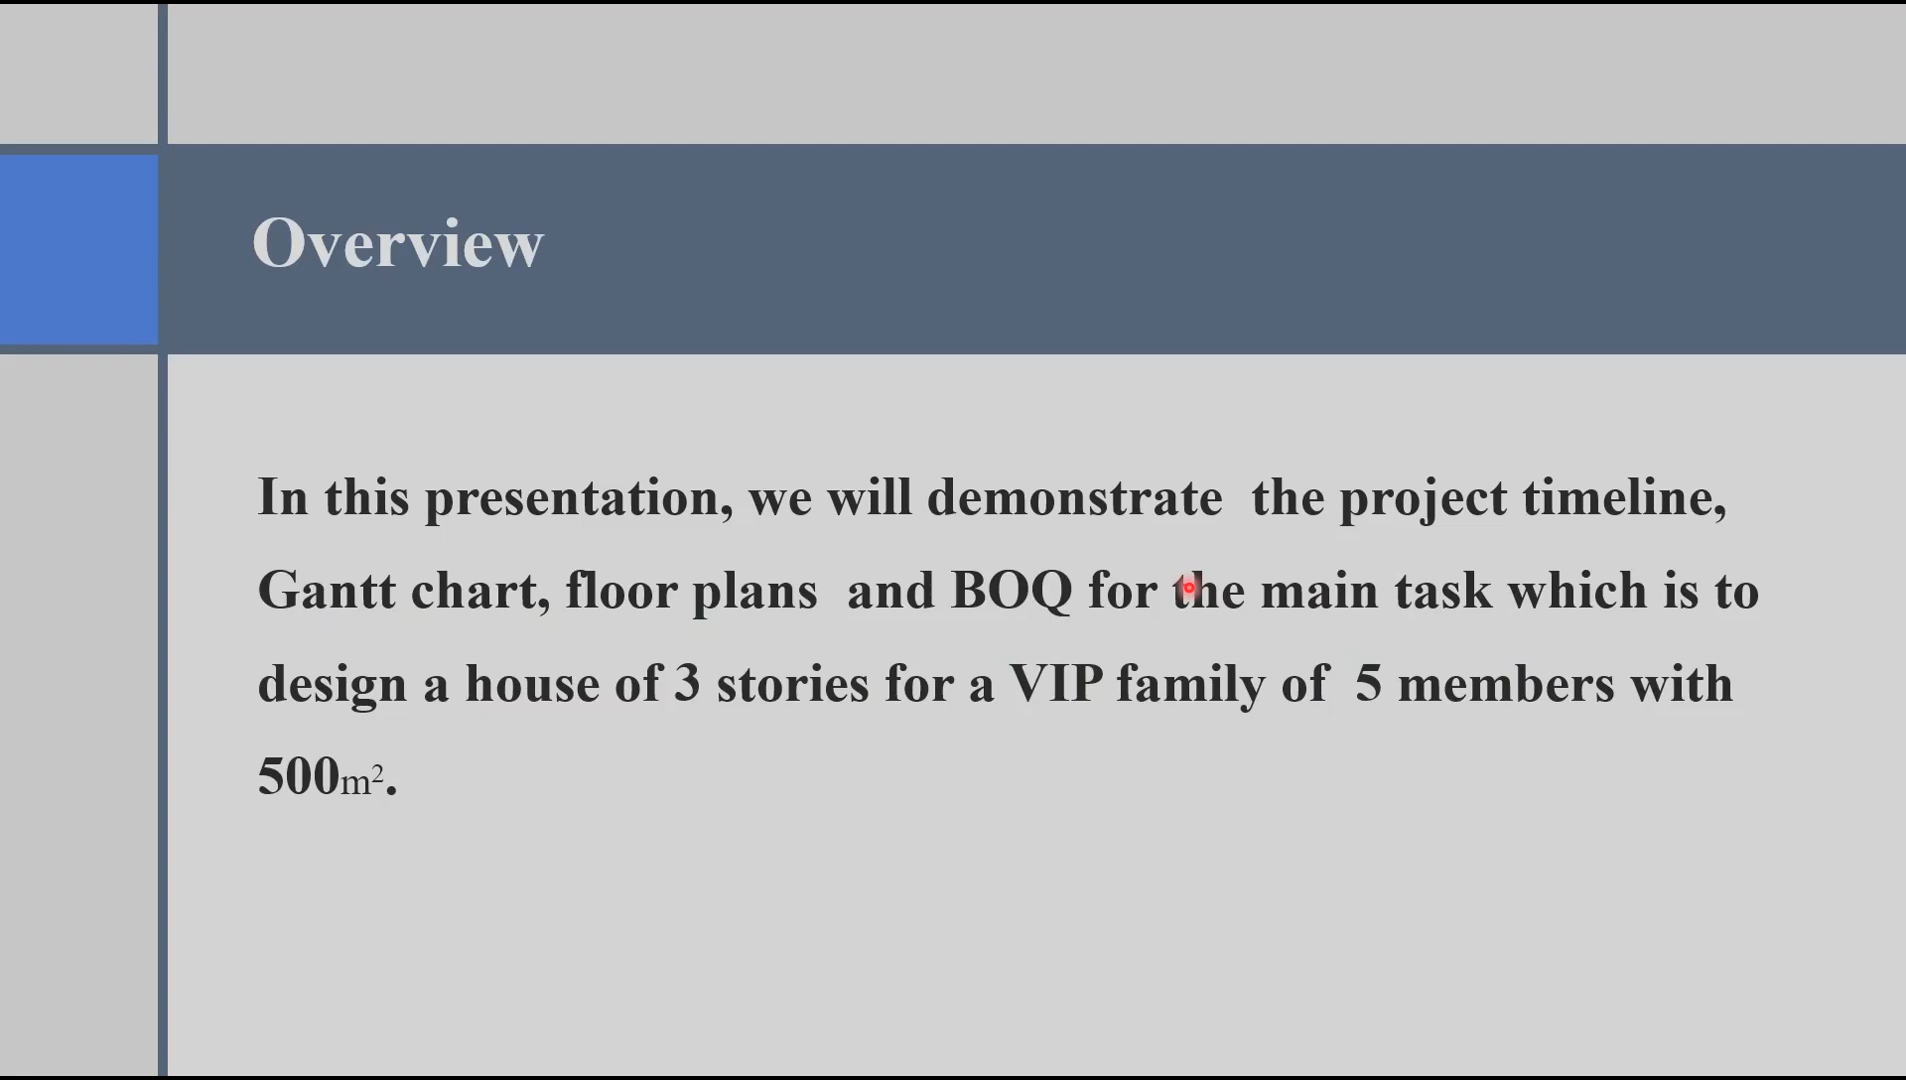 Overview
In this presentation, we will demonstrate  the project timeline,
Gantt chart, floor plans  and BOQ for the main task which is to
design a house of 3 stories for a VIP family of  5 members with
500m².